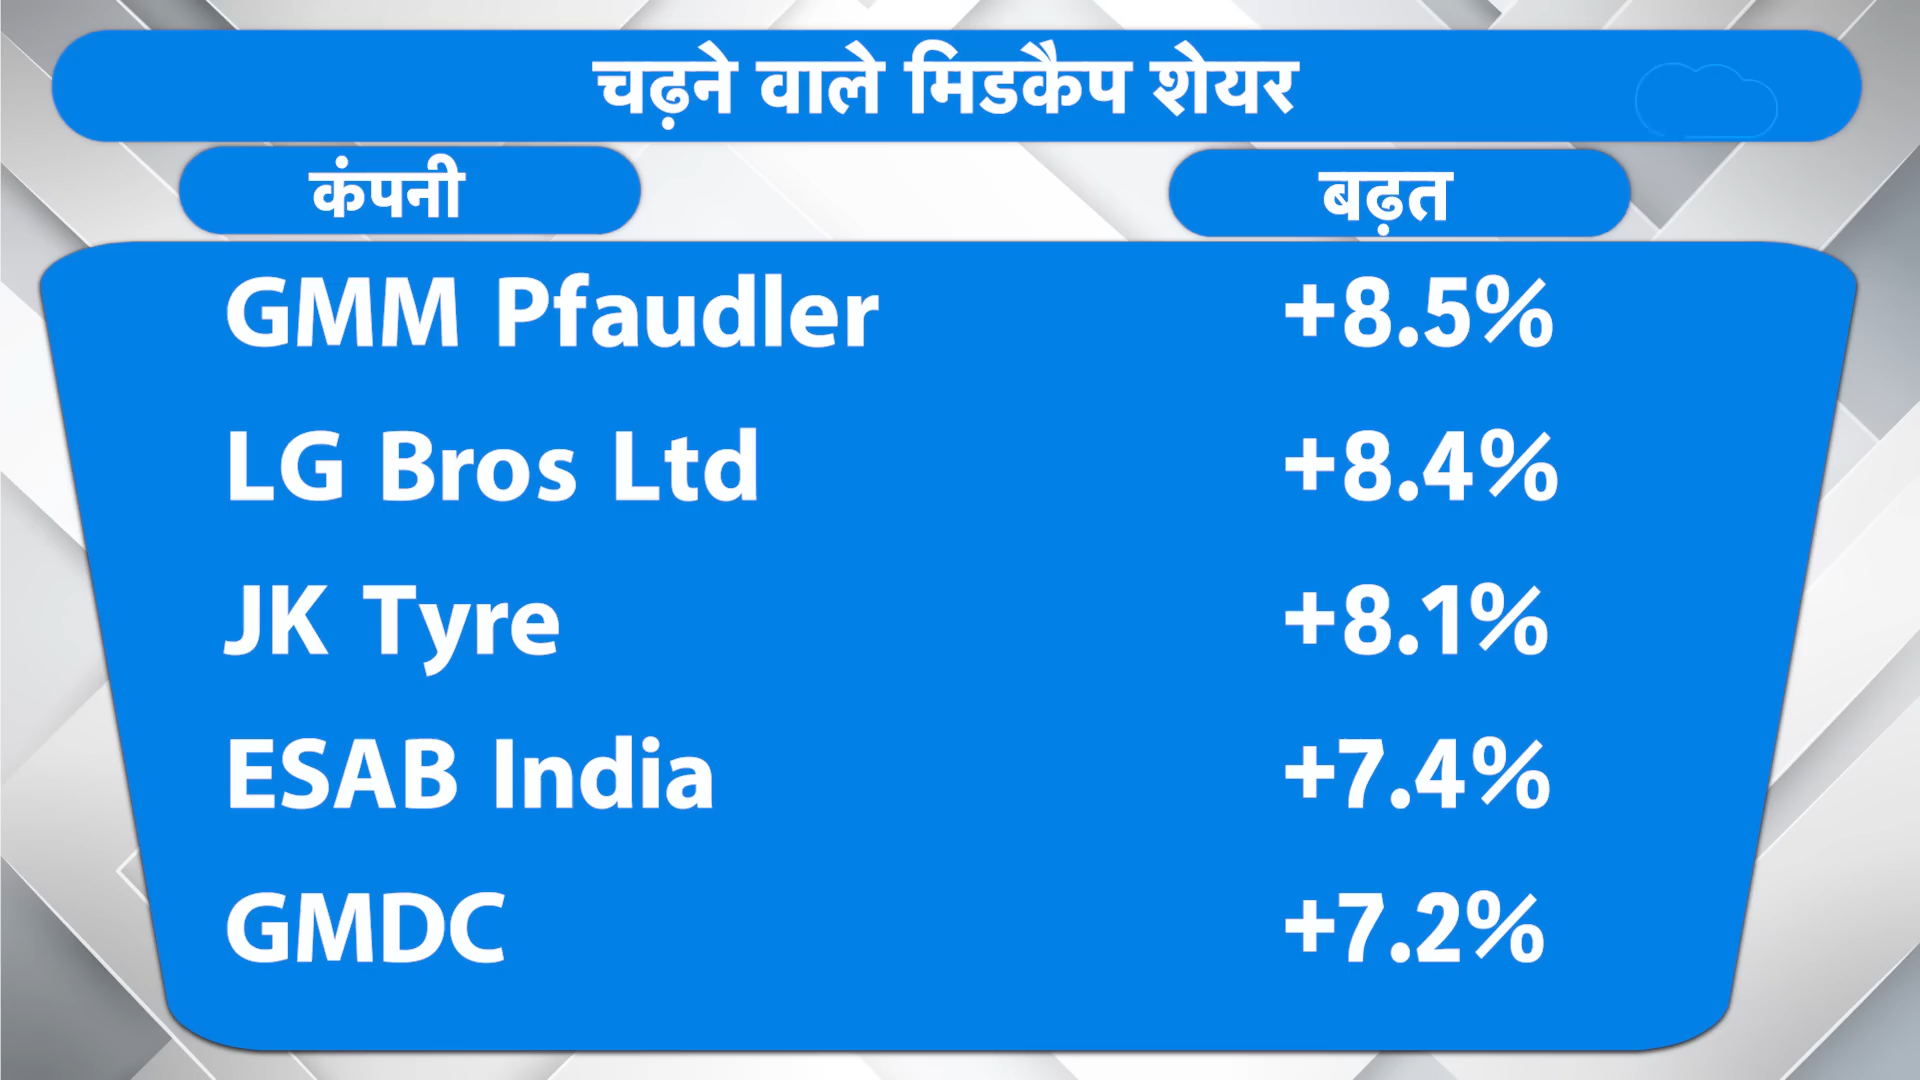 चढ़ने वाले मिडकैप शेयर
कंपनी बढ़त
GMM Pfaudler +8.5%
LG Bros Ltd +8.4%
JK Tyre +8.1%
ESAB India +7.4%
GMDC +7.2%